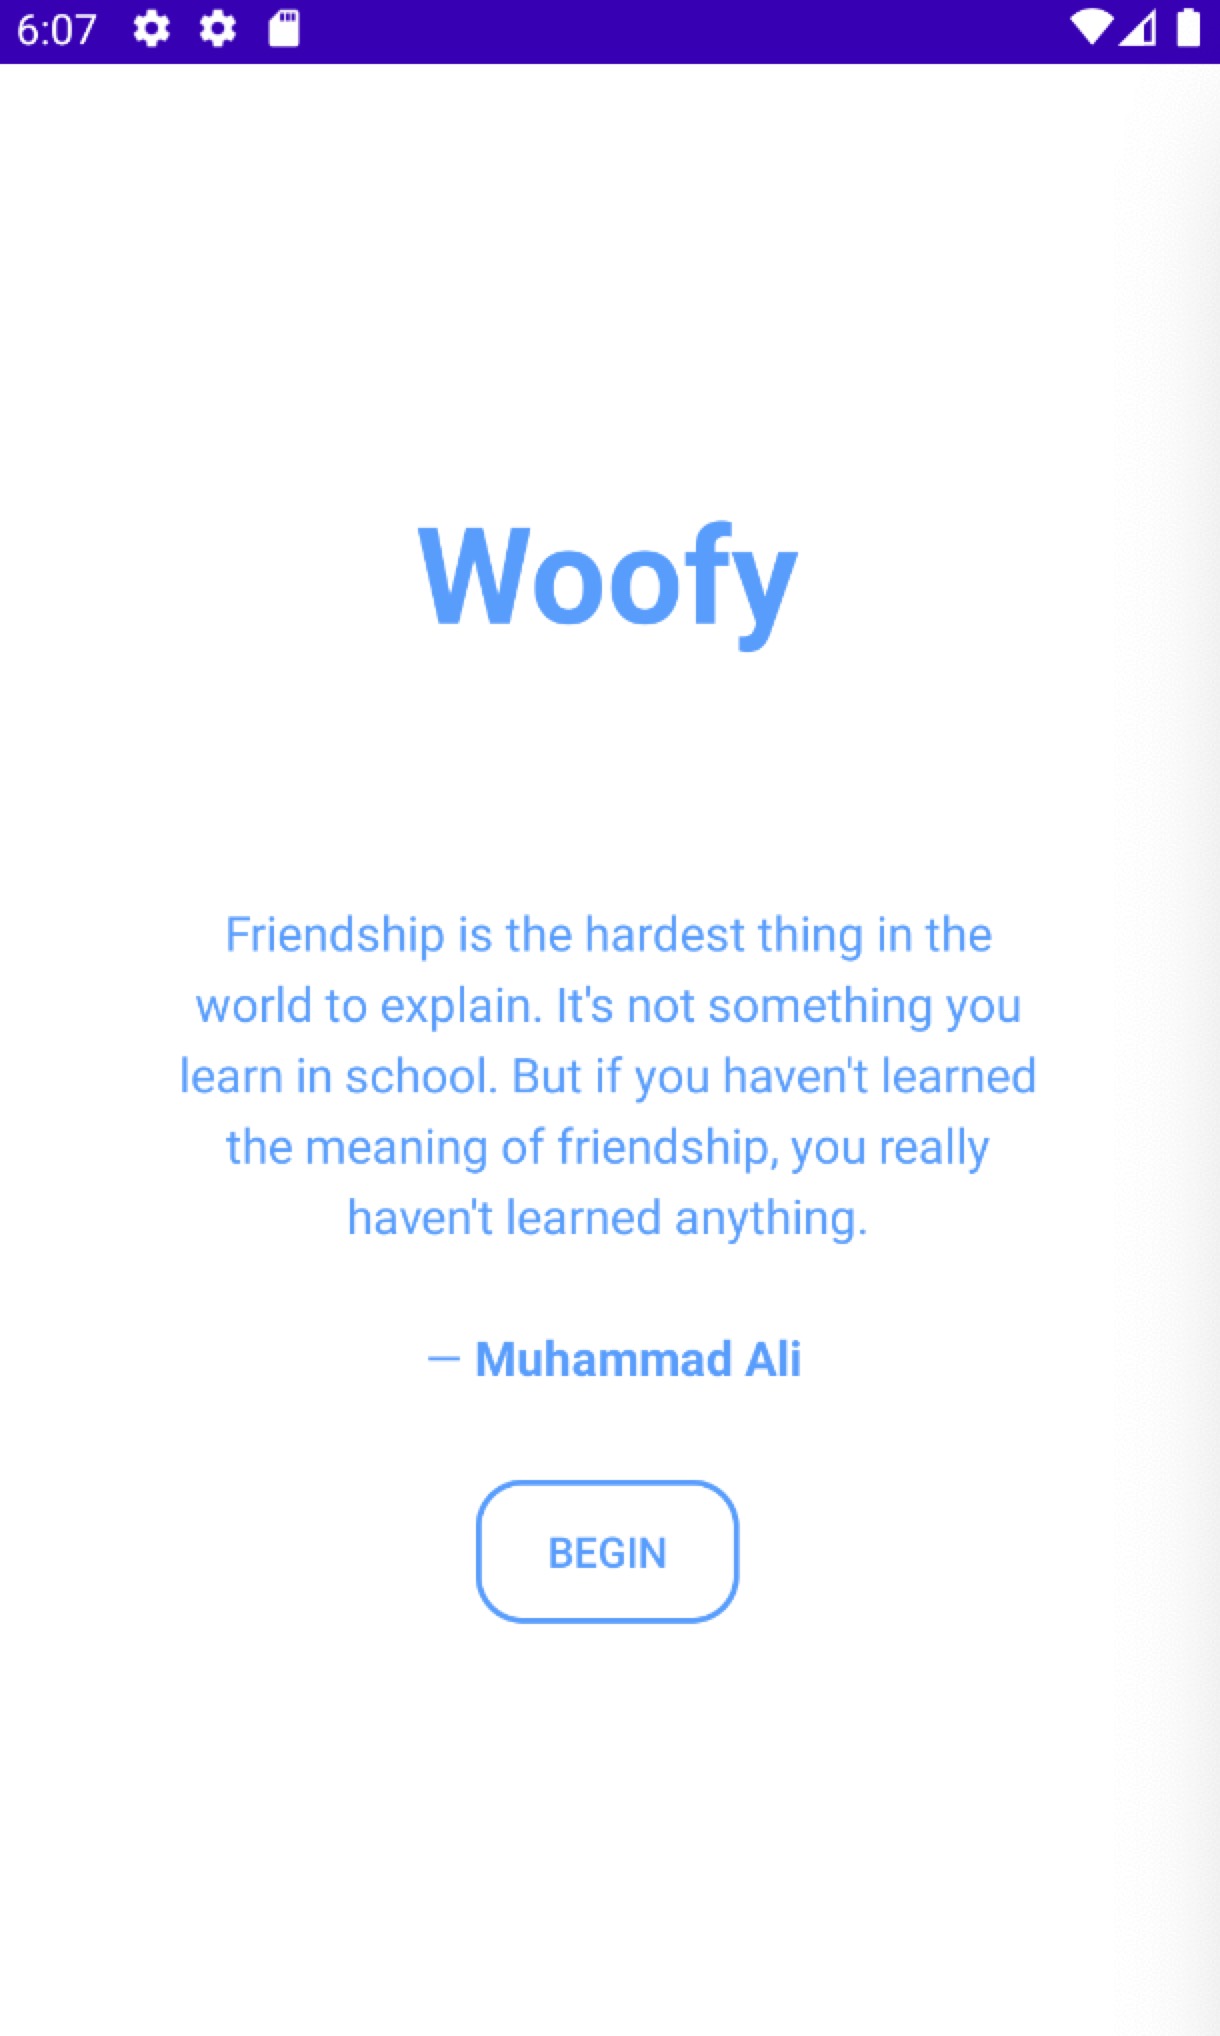 6:07
Woofy
Friendship is the hardest thing in the
world to explain. It's not something you
learn in school. But if you haven't learned
the meaning of friendship, you really
haven't learned anything.
— Muhammad Ali
BEGIN